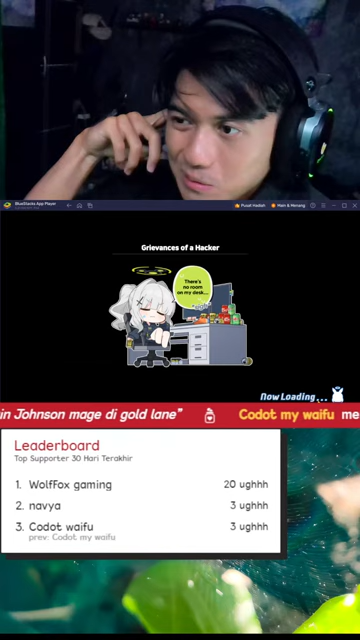 BlueStacks App Player
Pusat Hadiah
Main & Menang
Grievances of a Hacker
There's
no room
on my desk...
Now Loading...
in Johnson mage di gold lane"
Codot my waifu me
Leaderboard
Top Supporter 30 Hari Terakhir
1. WolfFox gaming 20 ughhh
2. navya 3 ughhh
3. Codot waifu 3 ughhh
prev: Codot my waifu